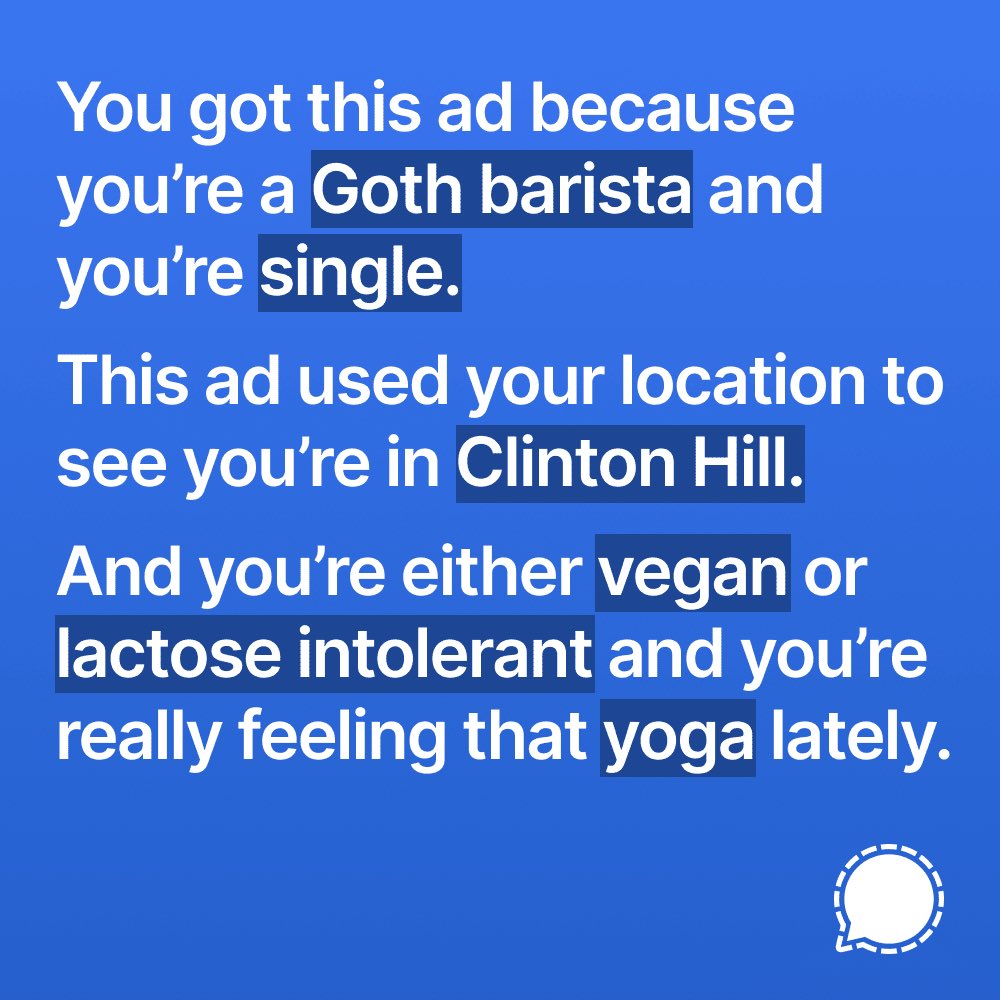 You got this ad because
you’re a Goth barista and
you’re single.
This ad used your location to
see you’re in Clinton Hill.
And you’re either vegan or
lactose intolerant and you’re
really feeling that yoga lately.